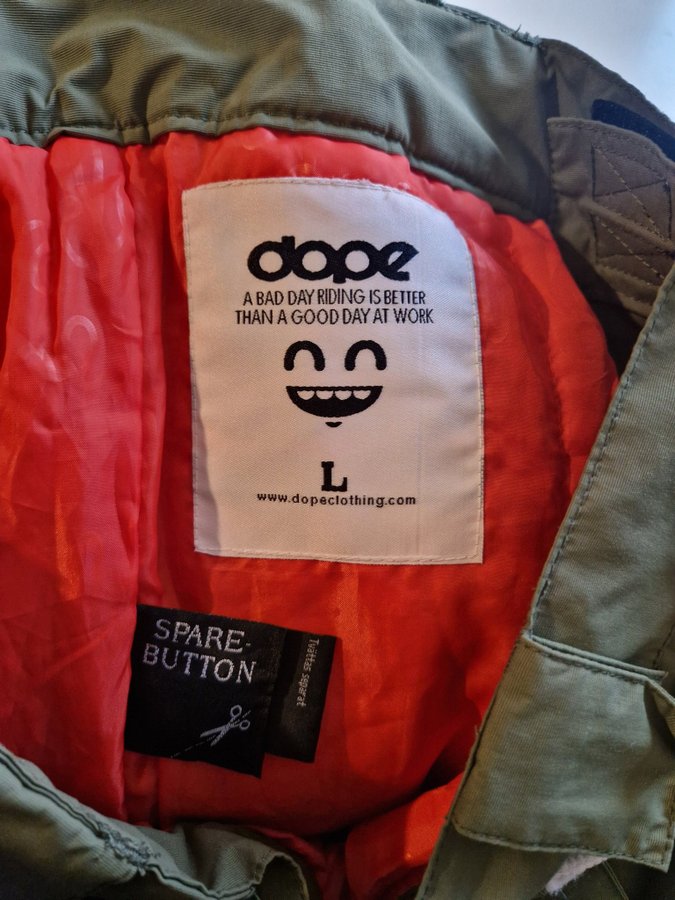 dope
A BAD DAY RIDING IS BETTER
THAN A GOOD DAY AT WORK
L
www.dopeclothing.com
SPARE-
BUTTON
Tvättas separat